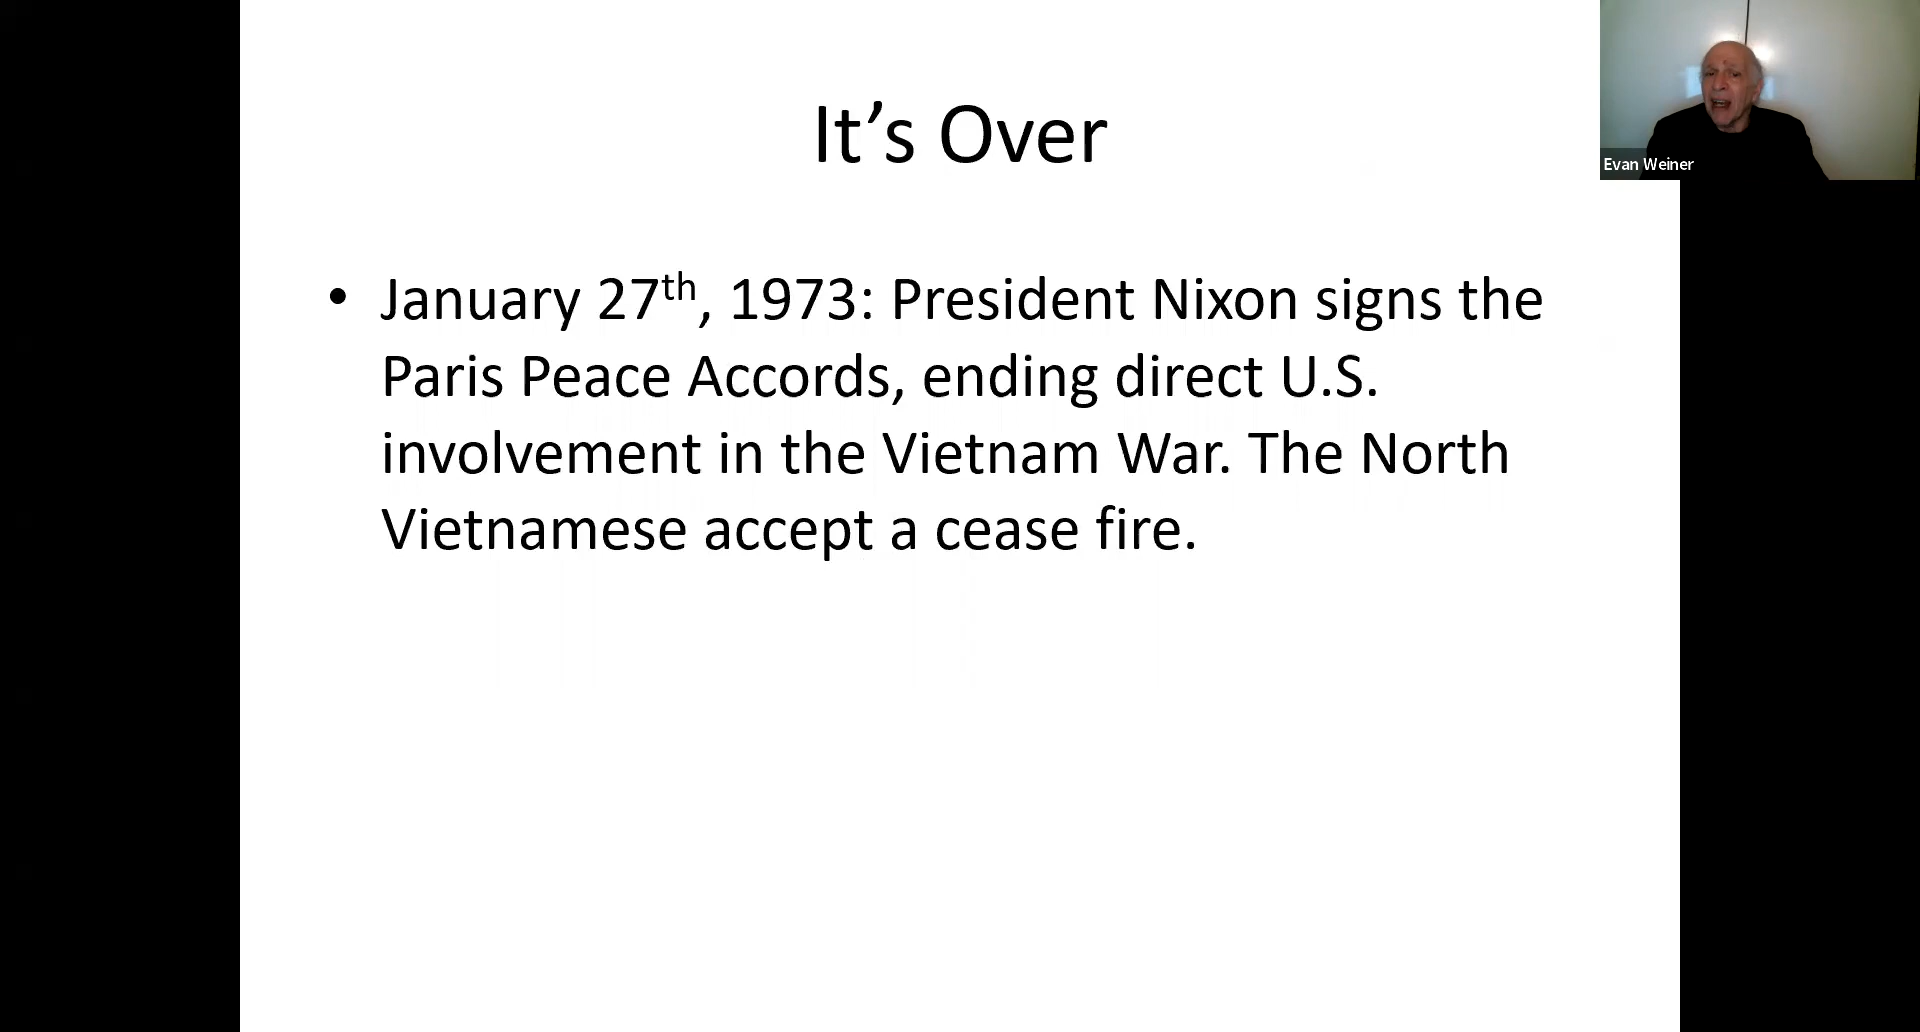 It’s Over
• January 27th, 1973: President Nixon signs the
Paris Peace Accords, ending direct U.S.
involvement in the Vietnam War. The North
Vietnamese accept a cease fire.
Evan Weiner